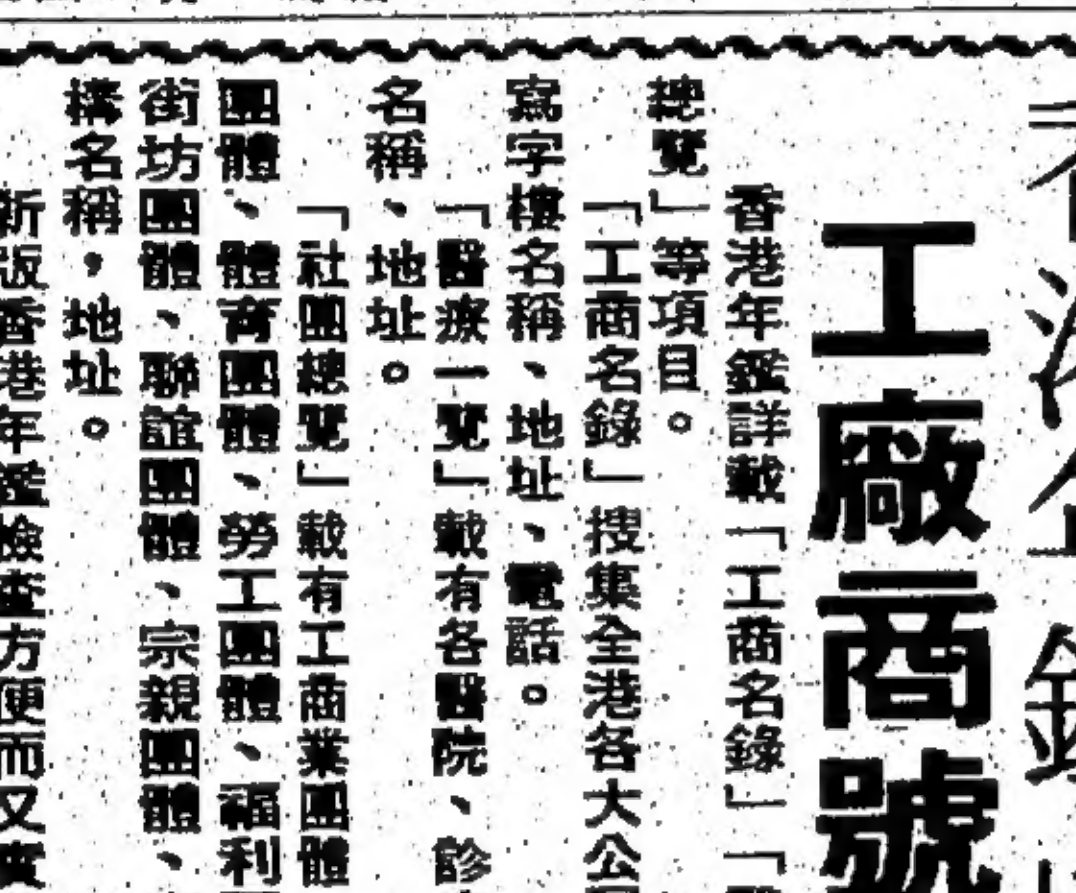 工廠商號
香港年鑑詳載「工商名錄」「
總覽」等項目。
「工商名錄」搜集全港各大公
寫字樓名稱、地址、電話。
「醫療一覽」載有各醫院、診
名稱、地址。
「社團總覽」載有工商業團體
團體、體育團體、勞工團體、福利
街坊團體、聯誼團體、宗親團體、
構名稱，地址。
新版香港年鑑檢查方便而又實